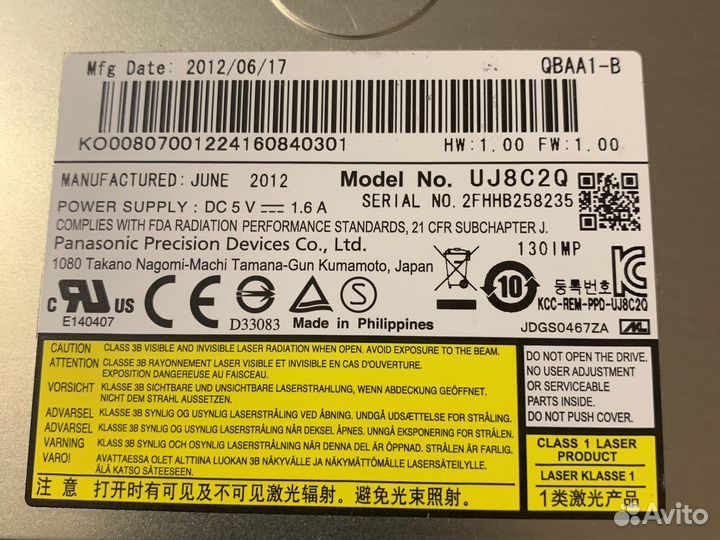 Mfg Date: 2012/06/17 QBAA1-B
KO00807001224160840301 HW:1.00 FW:1.00
MANUFACTURED: JUNE 2012 Model No. UJ8C2Q
POWER SUPPLY: DC 5 V 1.6 A SERIAL NO. 2FHHB258235
COMPLIES WITH FDA RADIATION PERFORMANCE STANDARDS, 21 CFR SUBCHAPTER J.
Panasonic Precision Devices Co., Ltd. 130IMP
1080 Takano Nagomi-Machi Tamana-Gun Kumamoto, Japan
c RU US CE D33083 S 10 등록번호
KCC-REM-PPD-UJ8C2Q
E140407 Made in Philippines JDGS0467ZA ML
CAUTION CLASS 3B VISIBLE AND INVISIBLE LASER RADIATION WHEN OPEN. AVOID EXPOSURE TO THE BEAM.
ATTENTION CLASSE 3B RAYONNEMENT LASER VISIBLE ET INVISIBLE EN CAS D'OUVERTURE.
EXPOSITION DANGEREUSE AU FAISCEAU.
VORSICHT KLASSE 3B SICHTBARE UND UNSICHTBARE LASERSTRAHLUNG, WENN ABDECKUNG GEÖFFNET.
NICHT DEM STRAHL AUSSETZEN.
ADVARSEL KLASSE 3B SYNLIG OG USYNLIG LASERSTRÅLING VED ÅBNING. UNDGÅ UDSÆTTELSE FOR STRÅLING.
ADVARSEL KLASSE 3B SYNLIG OG USYNLIG LASERSTRÅLING NÅR DEKSEL ÅPNES. UNNGÅ EKSPONERING FOR STRÅLEN.
VARNING KLASS 3B SYNLIG OCH OSYNLIG LASERSTRÅLNING NÄR DENNA DEL ÄR ÖPPNAD. STRÅLEN ÄR FARLIG.
VARO! AVATTAESSA OLET ALTTIINA LUOKAN 3B NÄKYVÄLLE JA NÄKYMÄTTÖMÄLLE LASERSÄTEILYLLE.
ÄLÄ KATSO SÄTEESEEN.
注 意 打开时有可见及不可见激光辐射。避免光束照射。
DO NOT OPEN THE DRIVE.
NO USER ADJUSTMENT
OR SERVICEABLE
PARTS INSIDE.
DO NOT PUSH COVER.
CLASS 1 LASER
PRODUCT
LASER KLASSE 1
1类激光产品
Avito